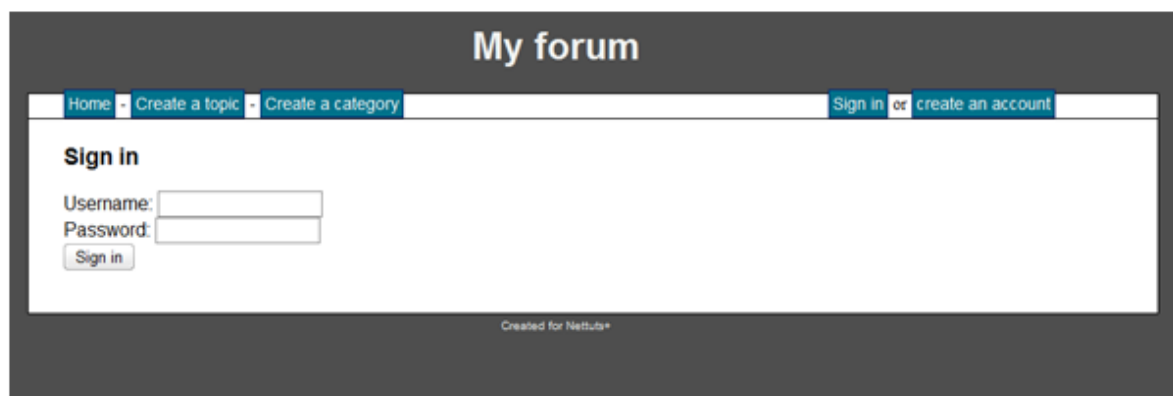 My forum
Home - Create a topic - Create a category Sign in or create an account
Sign in
Username:
Password:
Sign in
Created for Nettuts+